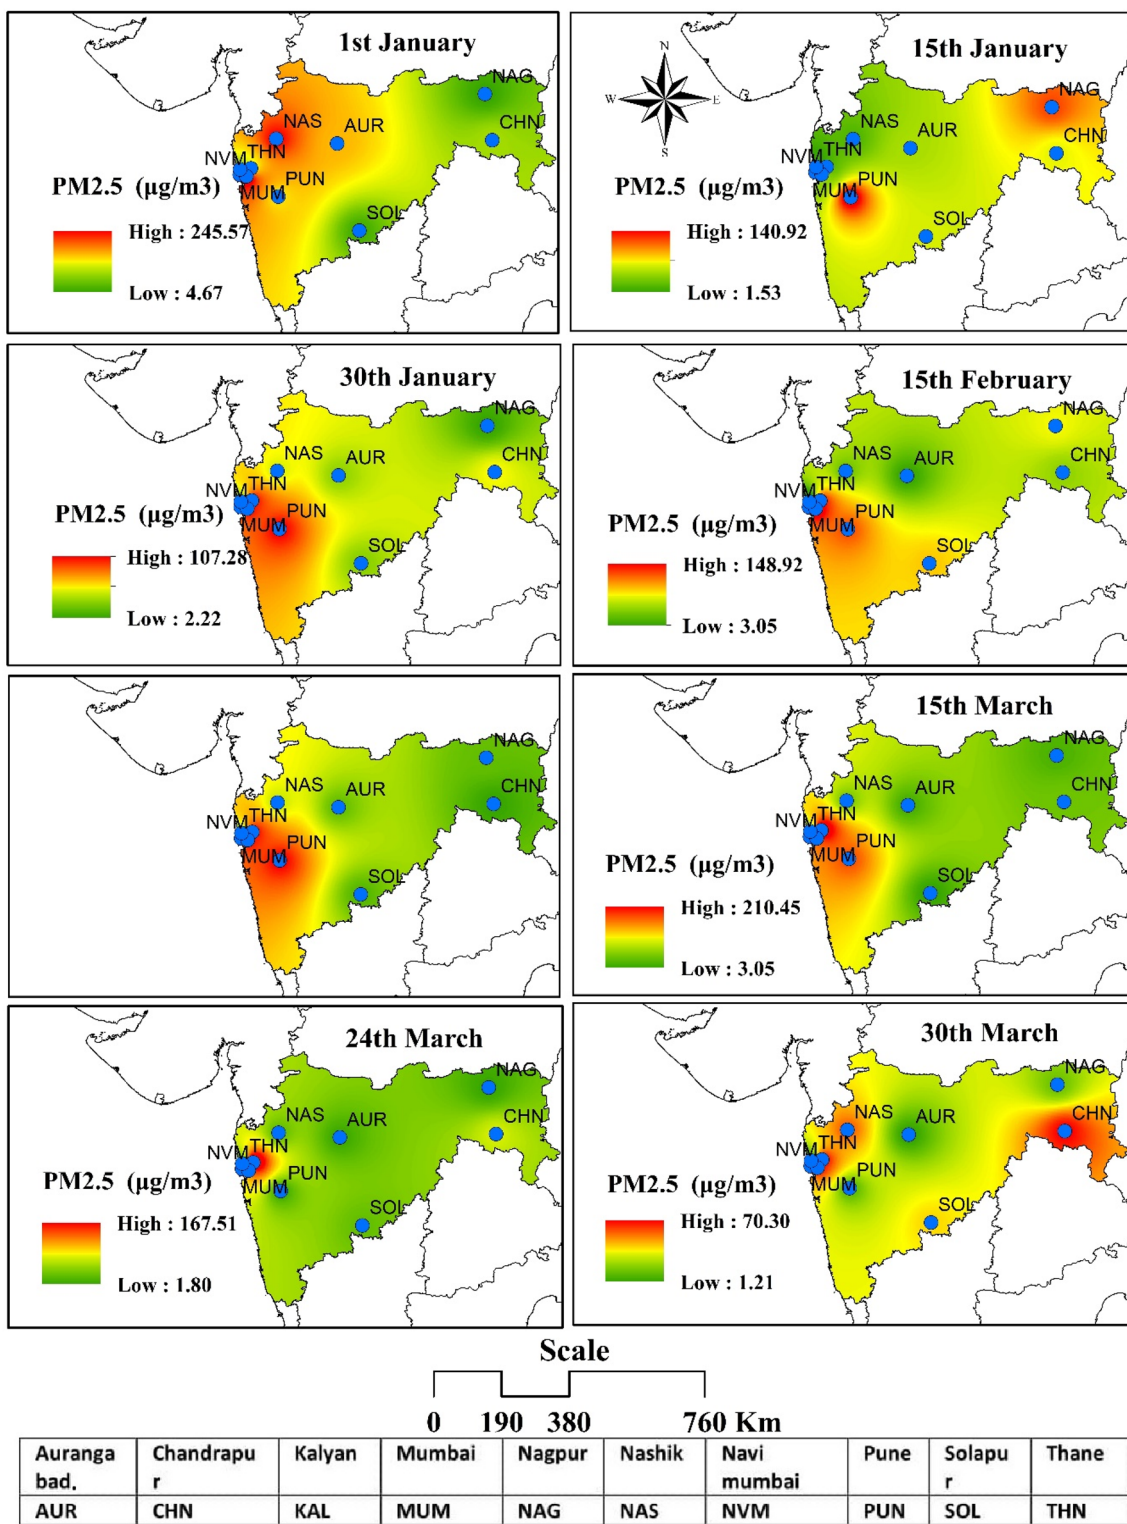 1st January
NAG
CHN
NAS
AUR
THN
NVM
PUN
MUM
SOL
PM2.5 (µg/m3)
High : 245.57
Low : 4.67
15th January
N
W
E
S
NAG
CHN
NAS
AUR
THN
NVM
PUN
MUM
SOL
PM2.5 (µg/m3)
High : 140.92
Low : 1.53
30th January
NAG
CHN
NAS
AUR
THN
NVM
PUN
MUM
SOL
PM2.5 (µg/m3)
High : 107.28
Low : 2.22
15th February
NAG
CHN
NAS
AUR
THN
NVM
PUN
MUM
SOL
PM2.5 (µg/m3)
High : 148.92
Low : 3.05
NAG
CHN
NAS
AUR
THN
NVM
PUN
MUM
SOL
15th March
NAG
CHN
NAS
AUR
THN
NVM
PUN
MUM
SOL
PM2.5 (µg/m3)
High : 210.45
Low : 3.05
24th March
NAG
CHN
NAS
AUR
THN
NVM
PUN
MUM
SOL
PM2.5 (µg/m3)
High : 167.51
Low : 1.80
30th March
NAG
CHN
NAS
AUR
THN
NVM
PUN
MUM
SOL
PM2.5 (µg/m3)
High : 70.30
Low : 1.21
Scale
0 190 380 760 Km
Auranga Chandrapu Kalyan Mumbai Nagpur Nashik Navi Pune Solapu Thane
bad. r mumbai r
AUR CHN KAL MUM NAG NAS NVM PUN SOL THN